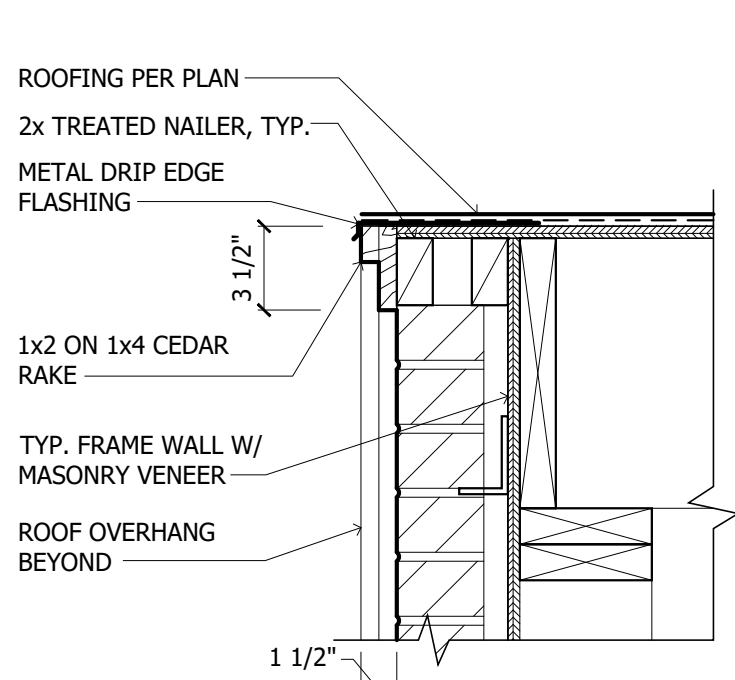 ROOFING PER PLAN
2x TREATED NAILER, TYP.
METAL DRIP EDGE
FLASHING
3 1/2"
1x2 ON 1x4 CEDAR
RAKE
TYP. FRAME WALL W/
MASONRY VENEER
ROOF OVERHANG
BEYOND
1 1/2"